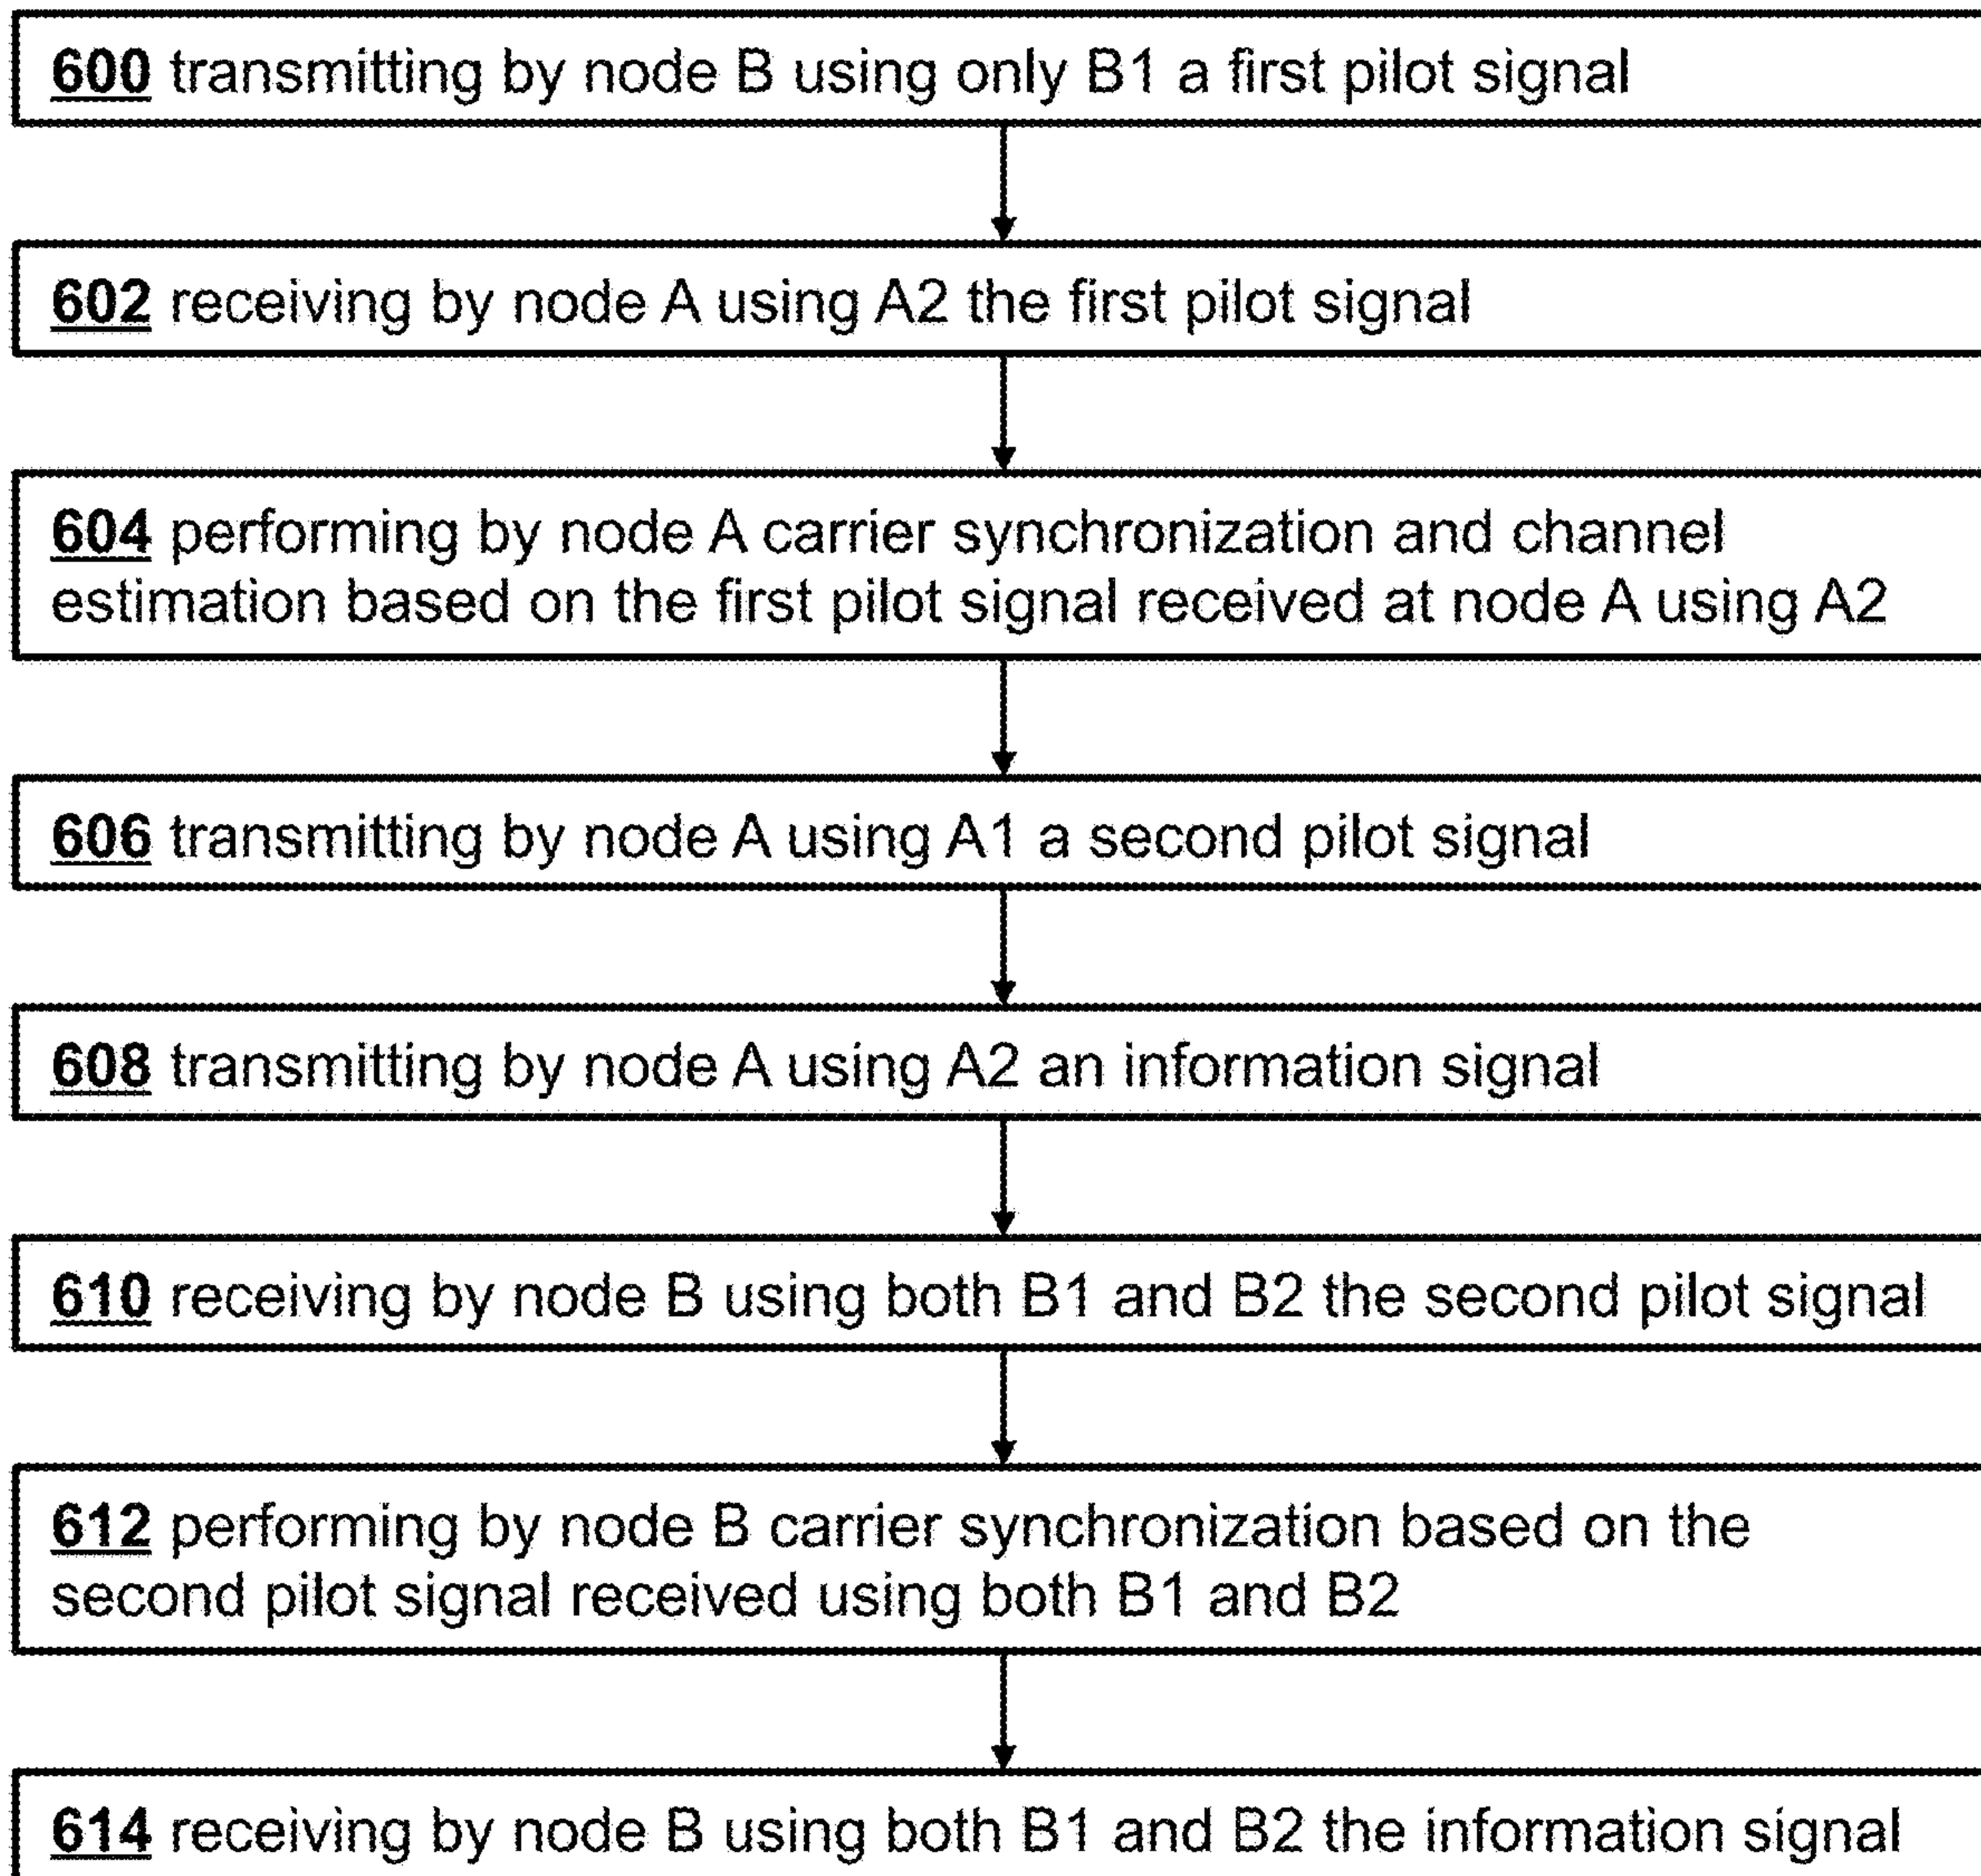 600 transmitting by node B using only B1 a first pilot signal
602 receiving by node A using A2 the first pilot signal
604 performing by node A carrier synchronization and channel
estimation based on the first pilot signal received at node A using A2
606 transmitting by node A using A1 a second pilot signal
608 transmitting by node A using A2 an information signal
610 receiving by node B using both B1 and B2 the second pilot signal
612 performing by node B carrier synchronization based on the
second pilot signal received using both B1 and B2
614 receiving by node B using both B1 and B2 the information signal